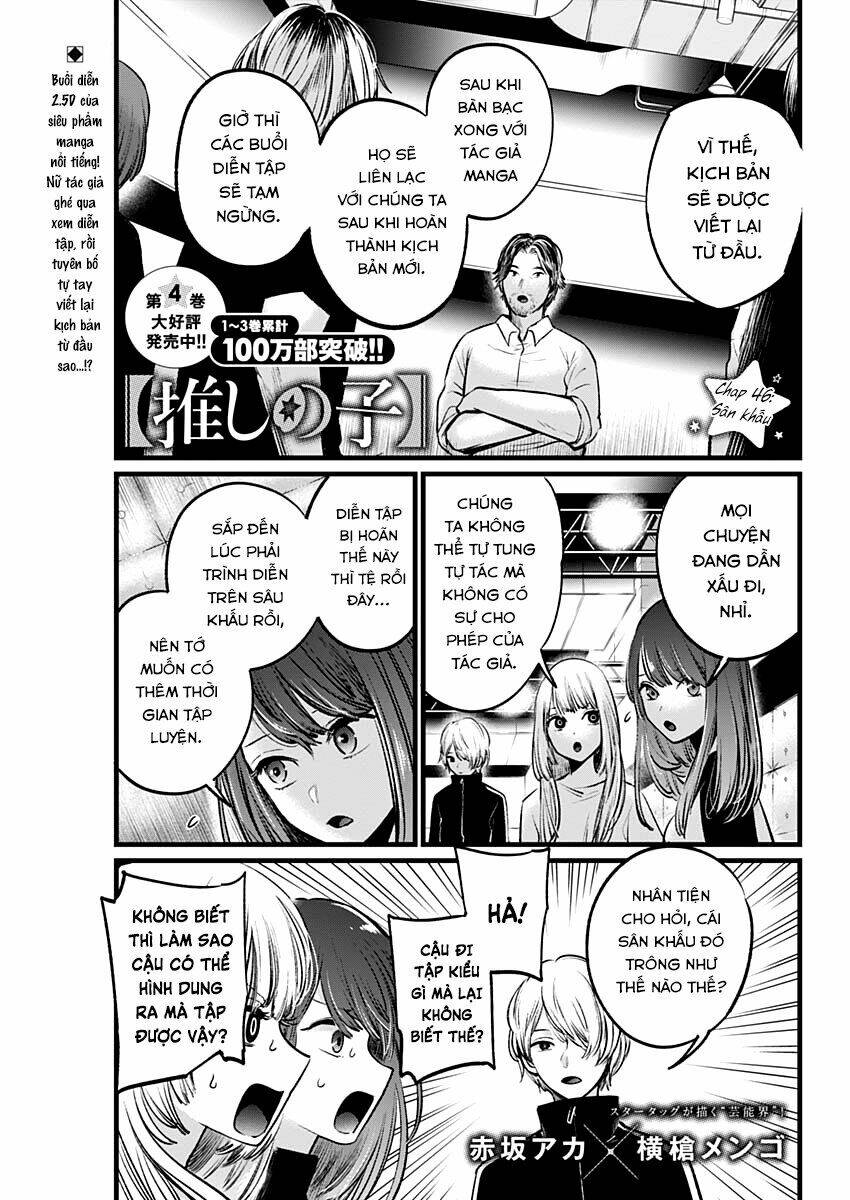 Buổi diễn
2.5D của
siêu phẩm
manga
nổi tiếng!
Nữ tác giả
ghé qua
xem diễn
tập, rồi
tuyên bố
tự tay
viết lại
kịch bản
từ đầu
sao...!?
VÌ THẾ,
KỊCH BẢN
SẼ ĐƯỢC
VIẾT LẠI
TỪ ĐẦU.
SAU KHI
BÀN BẠC
XONG VỚI
TÁC GIẢ
MANGA
HỌ SẼ
LIÊN LẠC
VỚI CHÚNG TA
SAU KHI HOÀN
THÀNH KỊCH
BẢN MỚI.
GIỜ THÌ
CÁC BUỔI
DIỄN TẬP
SẼ TẠM
NGỪNG.
第4巻
大好評
発売中!!
1~3巻累計
100万部突破!!
【推しの子】
Chap 46:
Sân khấu
MỌI
CHUYỆN
ĐANG DẦN
XẤU ĐI,
NHỈ.
CHÚNG
TA KHÔNG
THỂ TỰ TUNG
TỰ TÁC MÀ
KHÔNG CÓ
SỰ CHO
PHÉP CỦA
TÁC GIẢ.
DIỄN TẬP
BỊ HOÃN
THẾ NÀY
THÌ TỆ RỒI
ĐÂY...
SẮP ĐẾN
LÚC PHẢI
TRÌNH DIỄN
TRÊN SÂU
KHẤU RỒI,
NÊN TỚ
MUỐN CÓ
THÊM THỜI
GIAN TẬP
LUYỆN.
NHÂN TIỆN
CHO HỎI, CÁI
SÂN KHẤU ĐÓ
TRÔNG NHƯ
THẾ NÀO THẾ?
HẢ!
CẬU ĐI
TẬP KIỂU
GÌ MÀ LẠI
KHÔNG
BIẾT THẾ?
KHÔNG BIẾT
THÌ LÀM SAO
CẬU CÓ THỂ
HÌNH DUNG
RA MÀ TẬP
ĐƯỢC VẬY?
スタータッグが描く"芸能界"!
赤坂アカ×横槍メンゴ